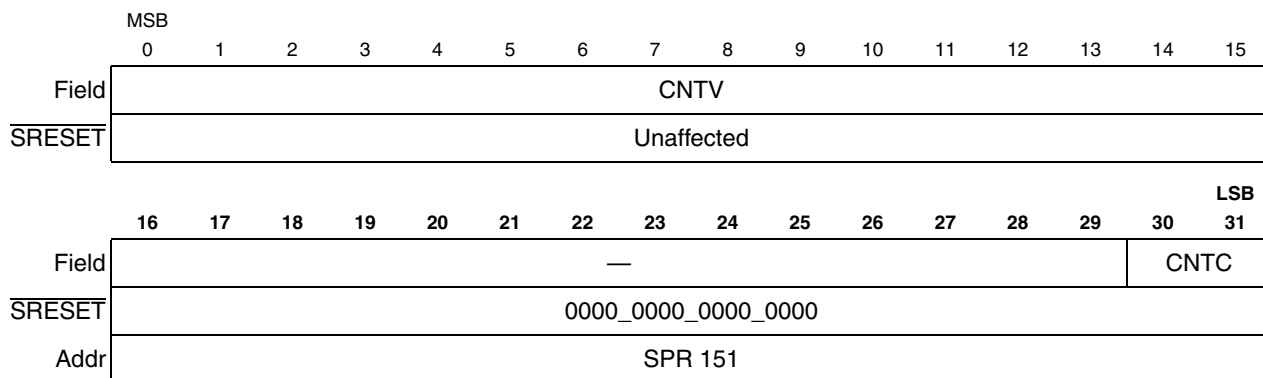 MSB
0 1 2 3 4 5 6 7 8 9 10 11 12 13 14 15
Field CNTV
SRESET Unaffected
LSB
16 17 18 19 20 21 22 23 24 25 26 27 28 29 30 31
Field — CNTC
SRESET 0000_0000_0000_0000
Addr SPR 151